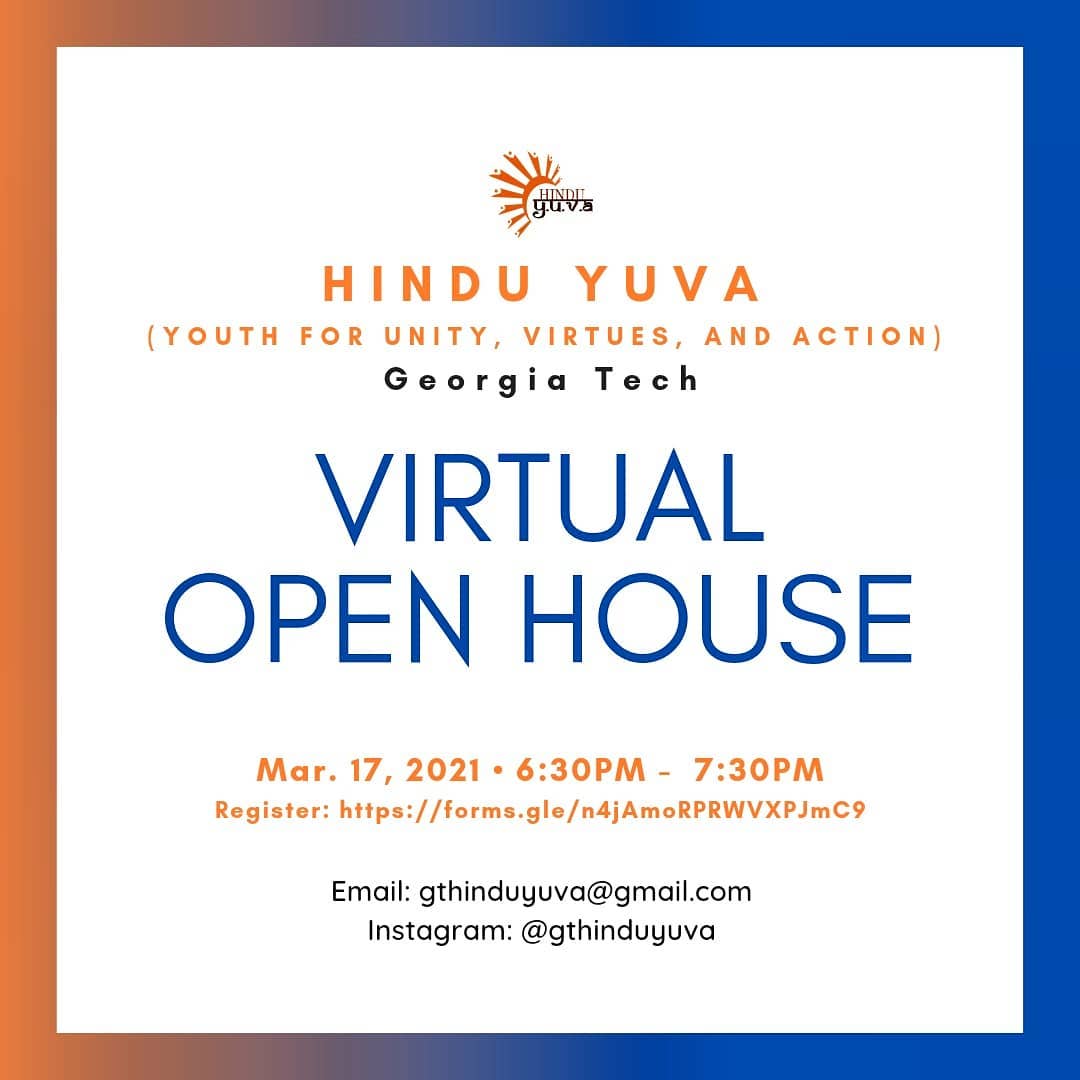 HINDU
y.u.v.a
HINDU YUVA
(YOUTH FOR UNITY, VIRTUES, AND ACTION)
Georgia Tech
VIRTUAL
OPEN HOUSE
Mar. 17, 2021 • 6:30PM - 7:30PM
Register: https://forms.gle/n4jAmoRPRWVXPJmC9
Email: gthinduyuva@gmail.com
Instagram: @gthinduyuva